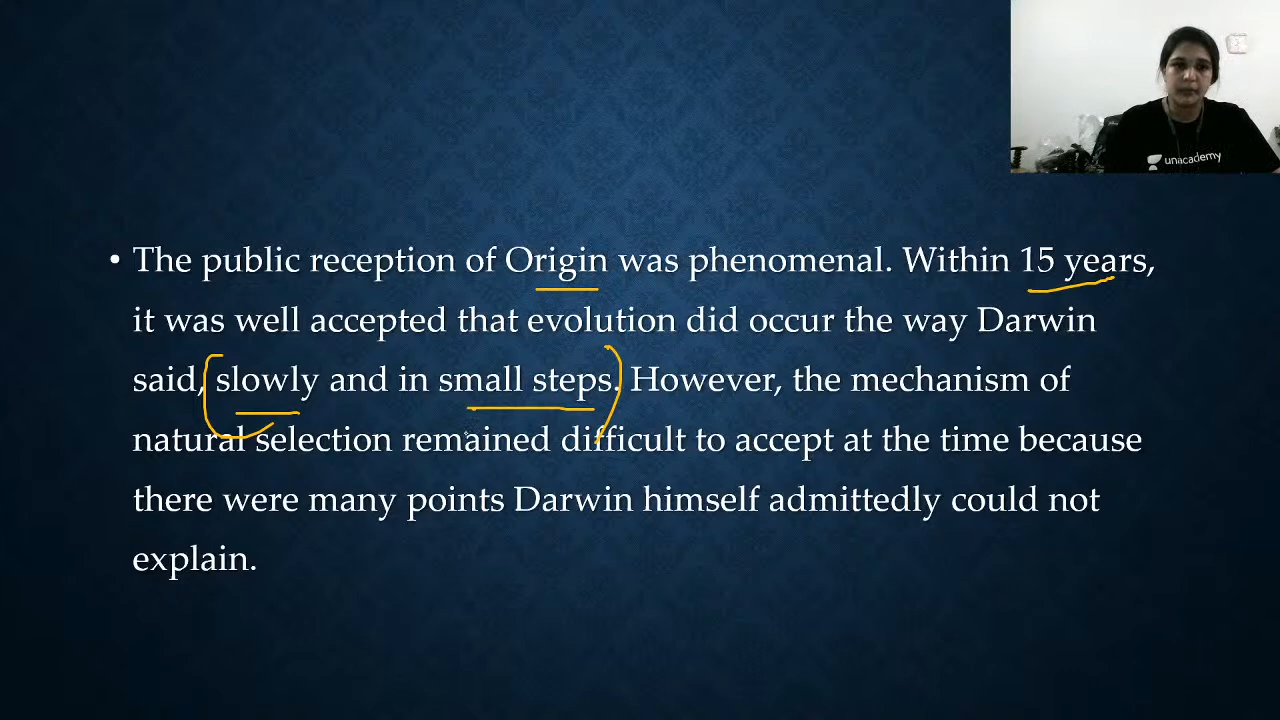 unacademy
• The public reception of Origin was phenomenal. Within 15 years,
it was well accepted that evolution did occur the way Darwin
said, slowly and in small steps. However, the mechanism of
natural selection remained difficult to accept at the time because
there were many points Darwin himself admittedly could not
explain.